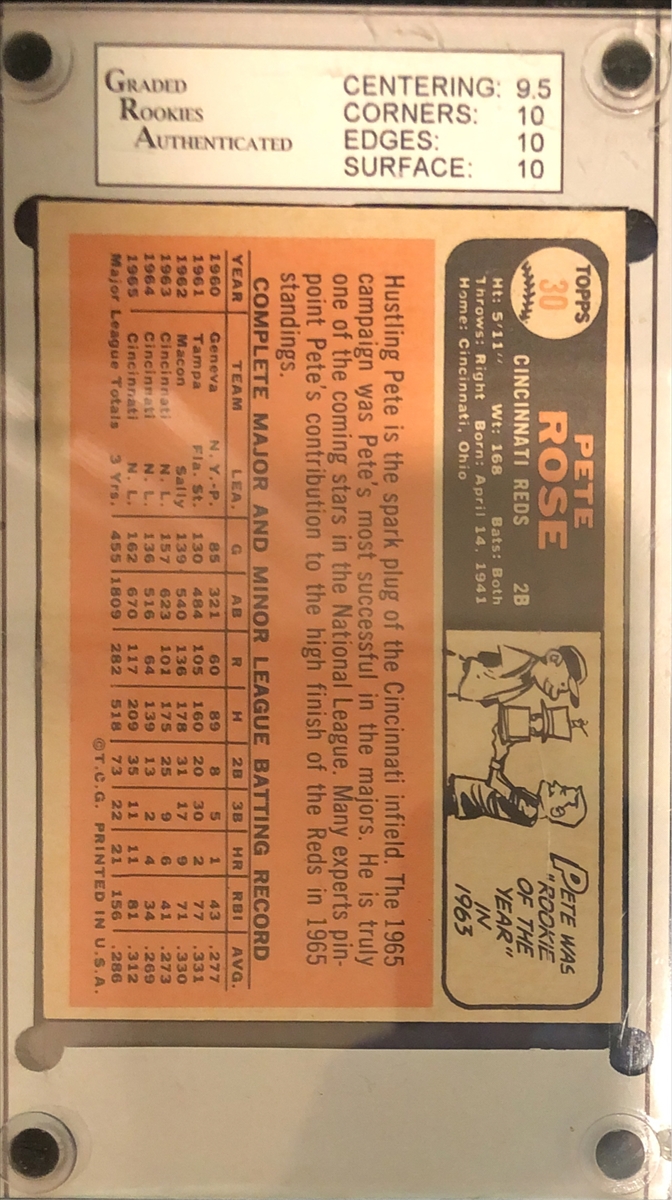 GRADED
ROOKIES
AUTHENTICATED
CENTERING: 9.5
CORNERS: 10
EDGES: 10
SURFACE: 10
TOPPS
30
PETE
ROSE
CINCINNATI REDS 2B
Ht: 5'11" Wt: 168 Bats: Both
Throws: Right Born: April 14, 1941
Home: Cincinnati, Ohio
PETE WAS
"ROOKIE
OF THE
YEAR"
IN
1963
Hustling Pete is the spark plug of the Cincinnati infield. The 1965
campaign was Pete's most successful in the majors. He is truly
one of the coming stars in the National League. Many experts pin-
point Pete's contribution to the high finish of the Reds in 1965
standings.
COMPLETE MAJOR AND MINOR LEAGUE BATTING RECORD
YEAR TEAM LEA. G AB R H 2B 3B HR RBI AVG.
1960 Geneva N. Y.-P. 85 321 60 89 8 5 1 43 .277
1961 Tampa Fla. St. 130 484 105 160 20 30 2 77 .331
1962 Macon Sally 139 540 136 178 31 17 9 71 .330
1963 Cincinnati N. L. 157 623 101 175 25 9 6 41 .273
1964 Cincinnati N. L. 136 516 64 139 13 2 4 34 .269
1965 Cincinnati N. L. 162 670 117 209 35 11 11 81 .312
Major League Totals 3 Yrs. 455 1809 282 518 73 22 21 156 .286
©T.C.G. PRINTED IN U.S.A.